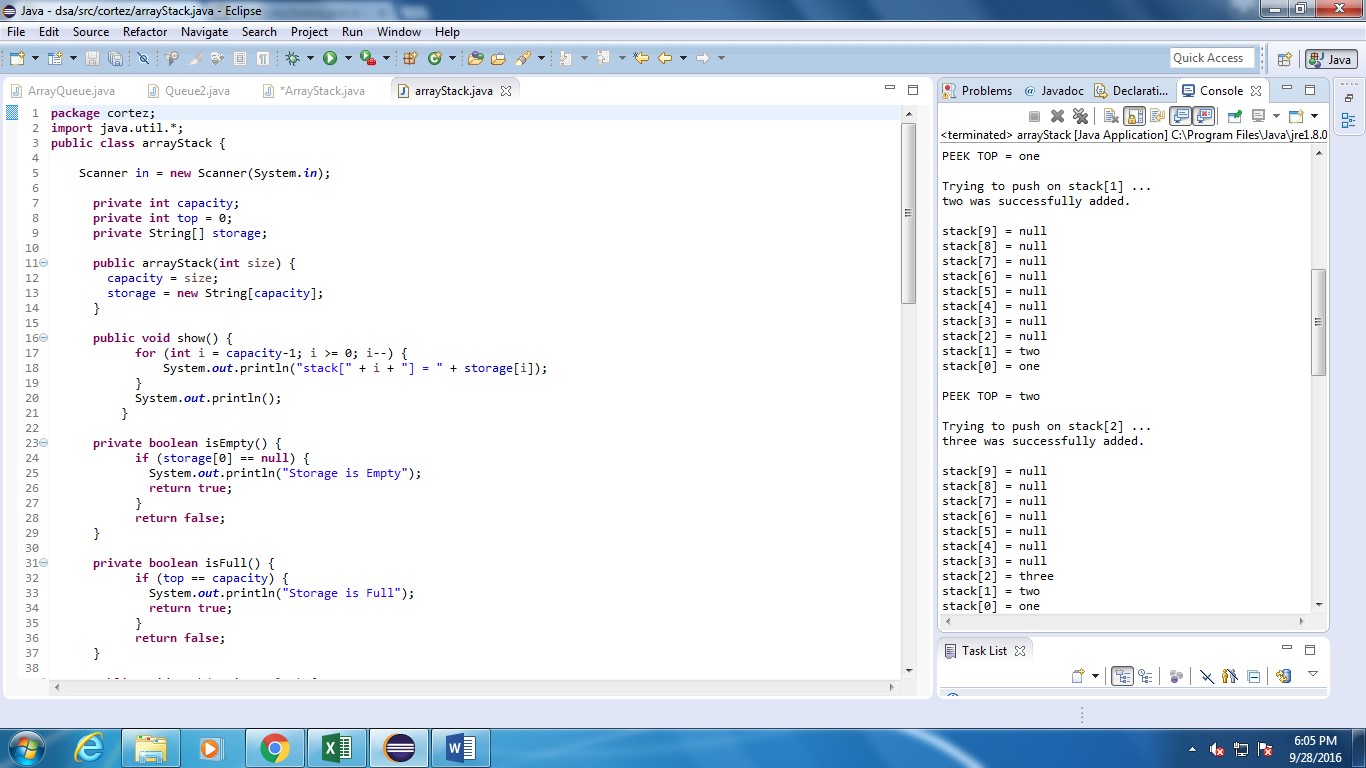 Java - dsa/src/cortez/arrayStack.java - Eclipse
File Edit Source Refactor Navigate Search Project Run Window Help
Quick Access
Java
ArrayQueue.java Queue2.java *ArrayStack.java arrayStack.java
1 package cortez;
2 import java.util.*;
3 public class arrayStack {
4
5 Scanner in = new Scanner(System.in);
6
7 private int capacity;
8 private int top = 0;
9 private String[] storage;
10
11 public arrayStack(int size) {
12 capacity = size;
13 storage = new String[capacity];
14 }
15
16 public void show() {
17 for (int i = capacity-1; i >= 0; i--) {
18 System.out.println("stack[" + i + "] = " + storage[i]);
19 }
20 System.out.println();
21 }
22
23 private boolean isEmpty() {
24 if (storage[0] == null) {
25 System.out.println("Storage is Empty");
26 return true;
27 }
28 return false;
29 }
30
31 private boolean isFull() {
32 if (top == capacity) {
33 System.out.println("Storage is Full");
34 return true;
35 }
36 return false;
37 }
38
Problems @ Javadoc Declarati... Console
<terminated> arrayStack [Java Application] C:\Program Files\Java\jre1.8.0
PEEK TOP = one
Trying to push on stack[1] ...
two was successfully added.
stack[9] = null
stack[8] = null
stack[7] = null
stack[6] = null
stack[5] = null
stack[4] = null
stack[3] = null
stack[2] = null
stack[1] = two
stack[0] = one
PEEK TOP = two
Trying to push on stack[2] ...
three was successfully added.
stack[9] = null
stack[8] = null
stack[7] = null
stack[6] = null
stack[5] = null
stack[4] = null
stack[3] = null
stack[2] = three
stack[1] = two
stack[0] = one
Task List
6:05 PM
9/28/2016